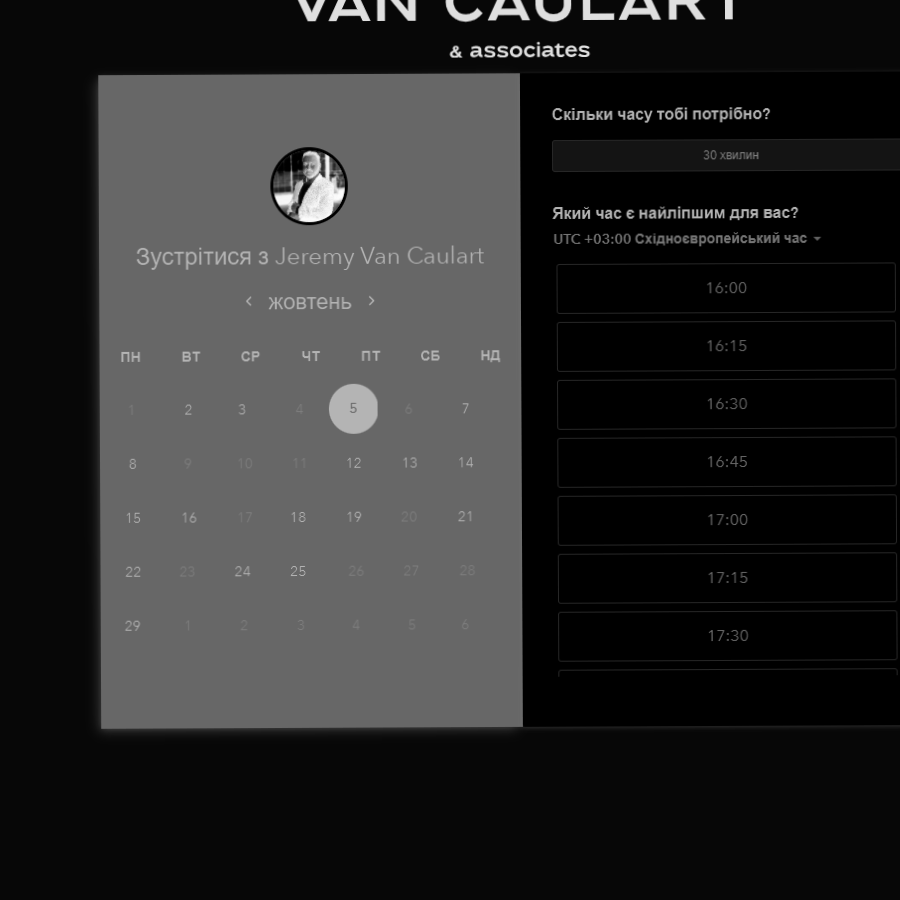 VAN CAULART
& associates
Зустрітися з Jeremy Van Caulart
жовтень
ПН ВТ СР ЧТ ПТ СБ НД
1 2 3 4 5 6 7
8 9 10 11 12 13 14
15 16 17 18 19 20 21
22 23 24 25 26 27 28
29 1 2 3 4 5 6
Скільки часу тобі потрібно?
30 хвилин
Який час є найліпшим для вас?
UTC +03:00 Східноєвропейський час
16:00
16:15
16:30
16:45
17:00
17:15
17:30